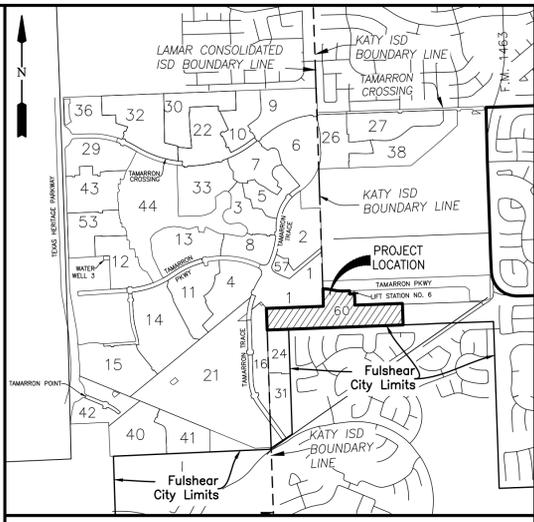 N
LAMAR CONSOLIDATED
ISD BOUNDARY LINE
KATY ISD
BOUNDARY LINE
TAMARRON
CROSSING
F.M. 1463
36
32
30
22
10
9
6
26
27
38
29
TAMARRON
CROSSING
7
33
5
3
43
44
KATY ISD
BOUNDARY LINE
TEXAS HERITAGE PARKWAY
53
13
8
TAMARRON
TRACE
2
WATER
WELL 3
12
TAMARRON
PKWY
57
1
PROJECT
LOCATION
11
4
1
TAMARRON PKWY
LIFT STATION NO. 6
60
14
15
21
TAMARRON TRACE
16
24
31
Fulshear
City Limits
TAMARRON POINT
42
40
41
KATY ISD
BOUNDARY
LINE
Fulshear
City Limits